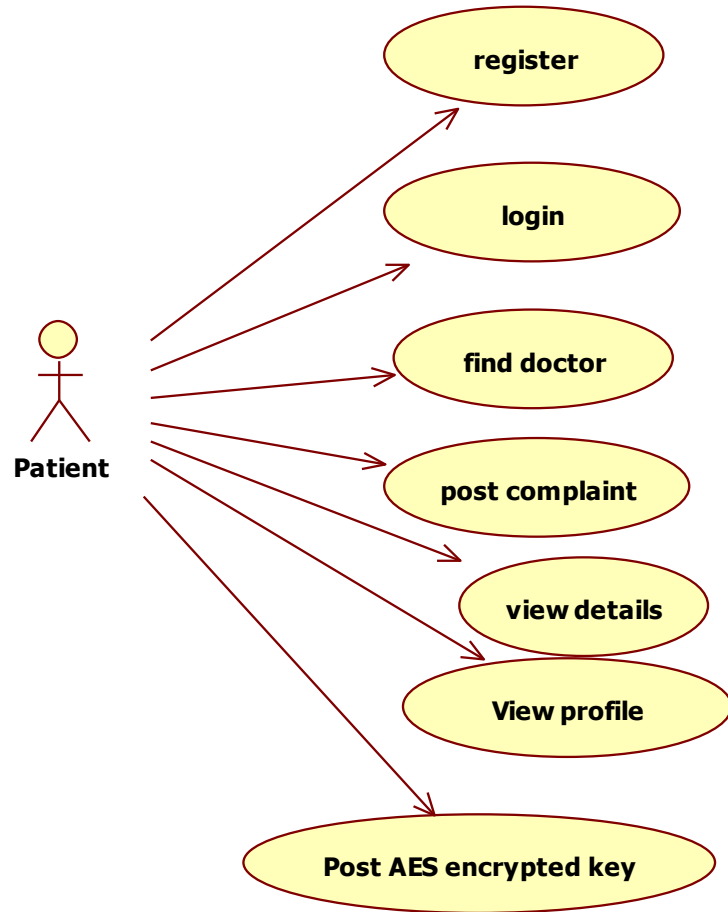 register
login
find doctor
Patient
post complaint
view details
View profile
Post AES encrypted key